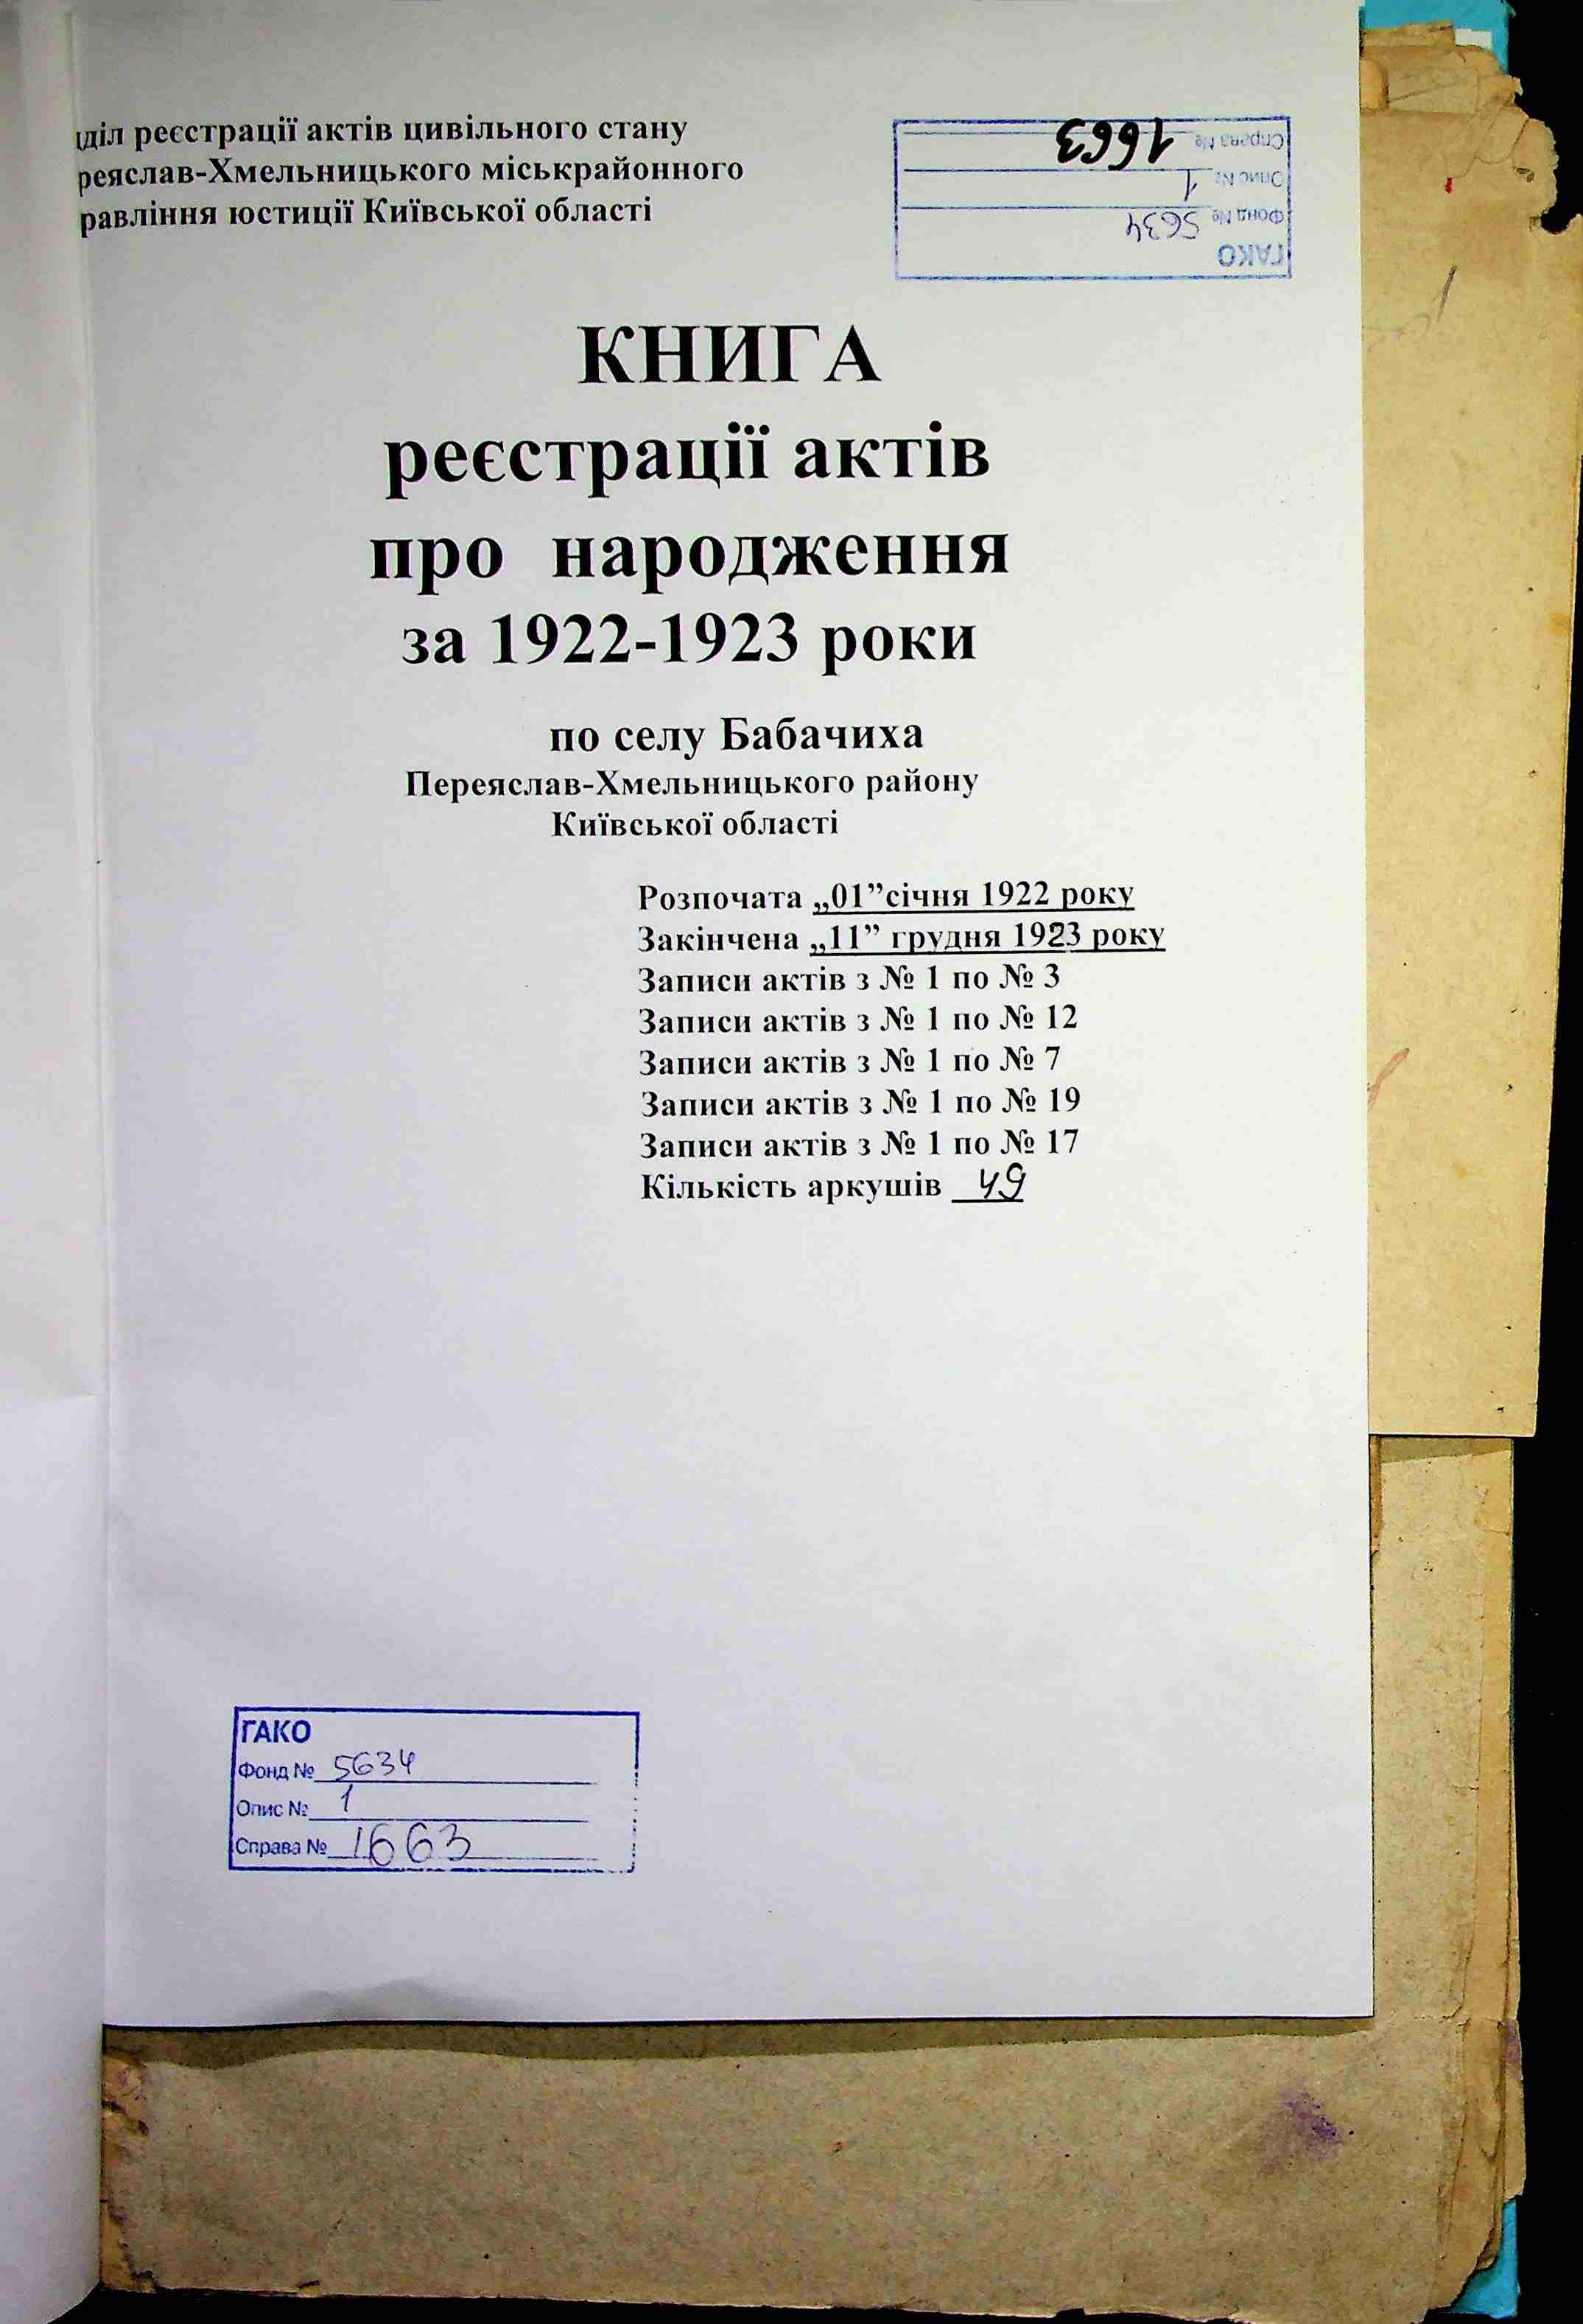 іділ реєстрації актів цивільного стану
реяслав-Хмельницького міськрайонного
равління юстиції Київської області
ГАКО
Фонд № 5634
Опис № 1
Справа № 1663
КНИГА
реєстрації актів
про народження
за 1922-1923 роки
по селу Бабачиха
Переяслав-Хмельницького району
Київської області
Розпочата „01”січня 1922 року
Закінчена „11” грудня 1923 року
Записи актів з № 1 по № 3
Записи актів з № 1 по № 12
Записи актів з № 1 по № 7
Записи актів з № 1 по № 19
Записи актів з № 1 по № 17
Кількість аркушів 49
ГАКО
Фонд № 5634
Опис № 1
Справа № 1663